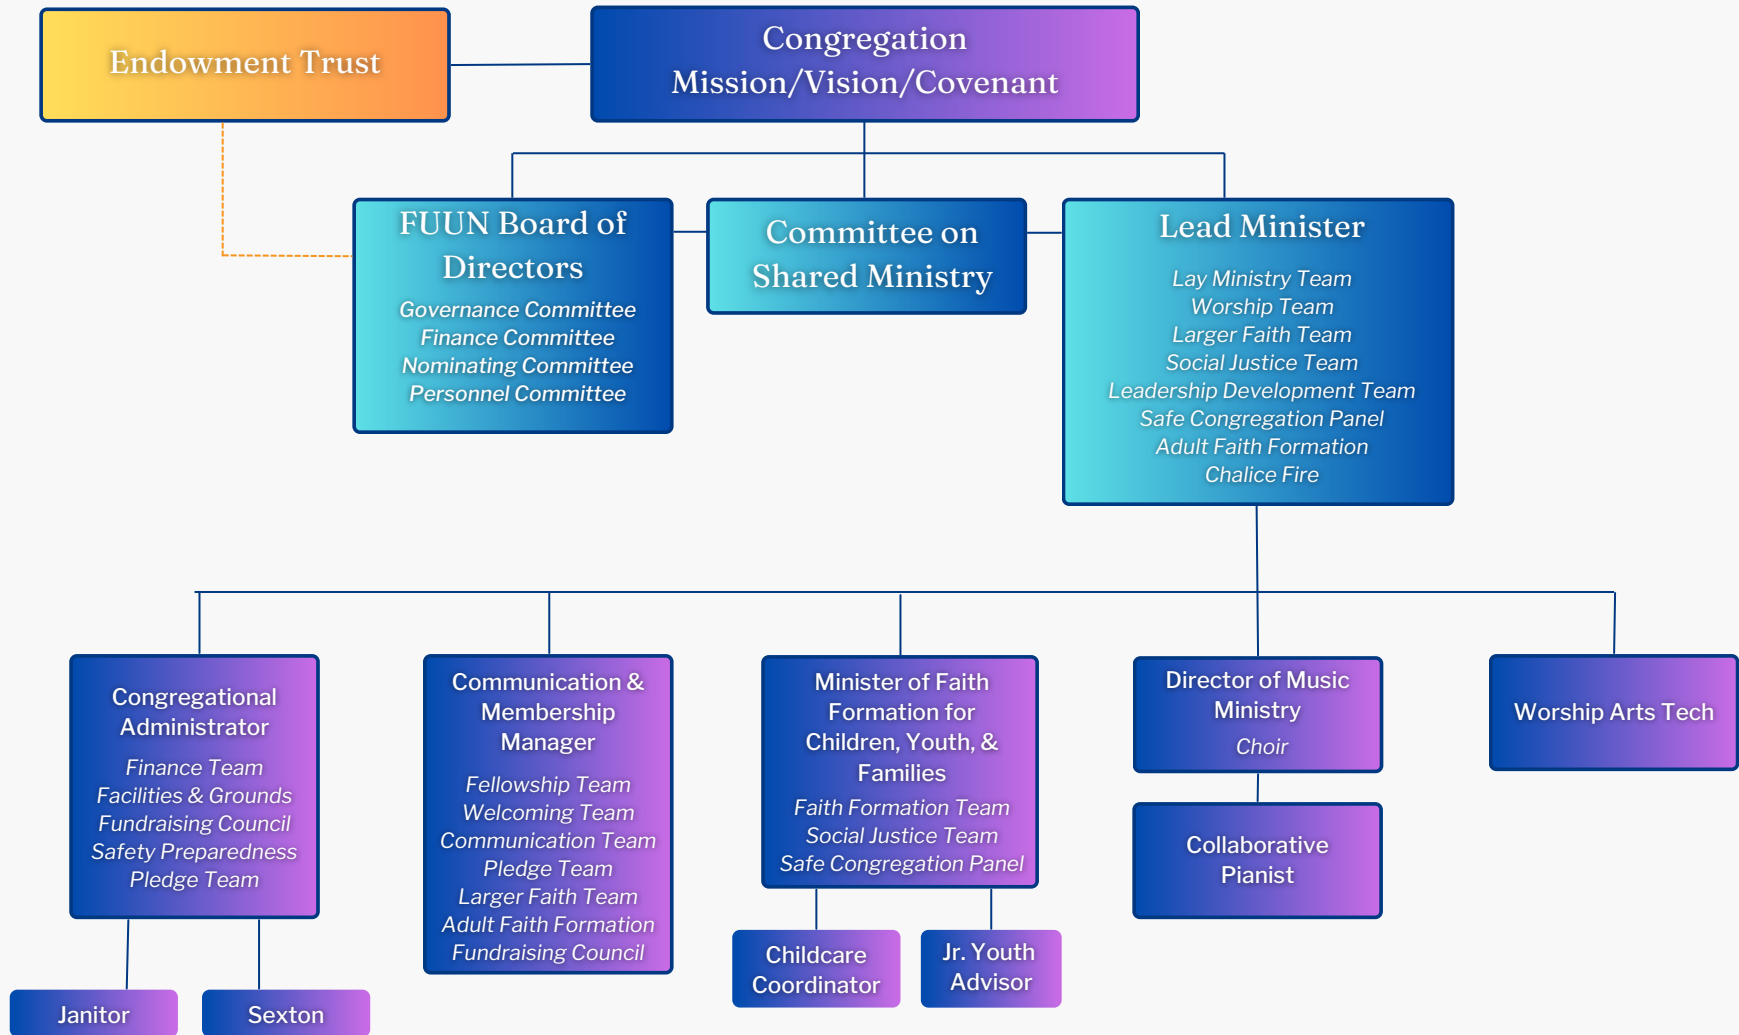 Endowment Trust
Congregation
Mission/Vision/Covenant
FUUN Board of
Directors
Governance Committee
Finance Committee
Nominating Committee
Personnel Committee
Committee on
Shared Ministry
Lead Minister
Lay Ministry Team
Worship Team
Larger Faith Team
Social Justice Team
Leadership Development Team
Safe Congregation Panel
Adult Faith Formation
Chalice Fire
Congregational
Administrator
Finance Team
Facilities & Grounds
Fundraising Council
Safety Preparedness
Pledge Team
Communication &
Membership
Manager
Fellowship Team
Welcoming Team
Communication Team
Pledge Team
Larger Faith Team
Adult Faith Formation
Fundraising Council
Minister of Faith
Formation for
Children, Youth, &
Families
Faith Formation Team
Social Justice Team
Safe Congregation Panel
Director of Music
Ministry
Choir
Worship Arts Tech
Collaborative
Pianist
Janitor
Sexton
Childcare
Coordinator
Jr. Youth
Advisor